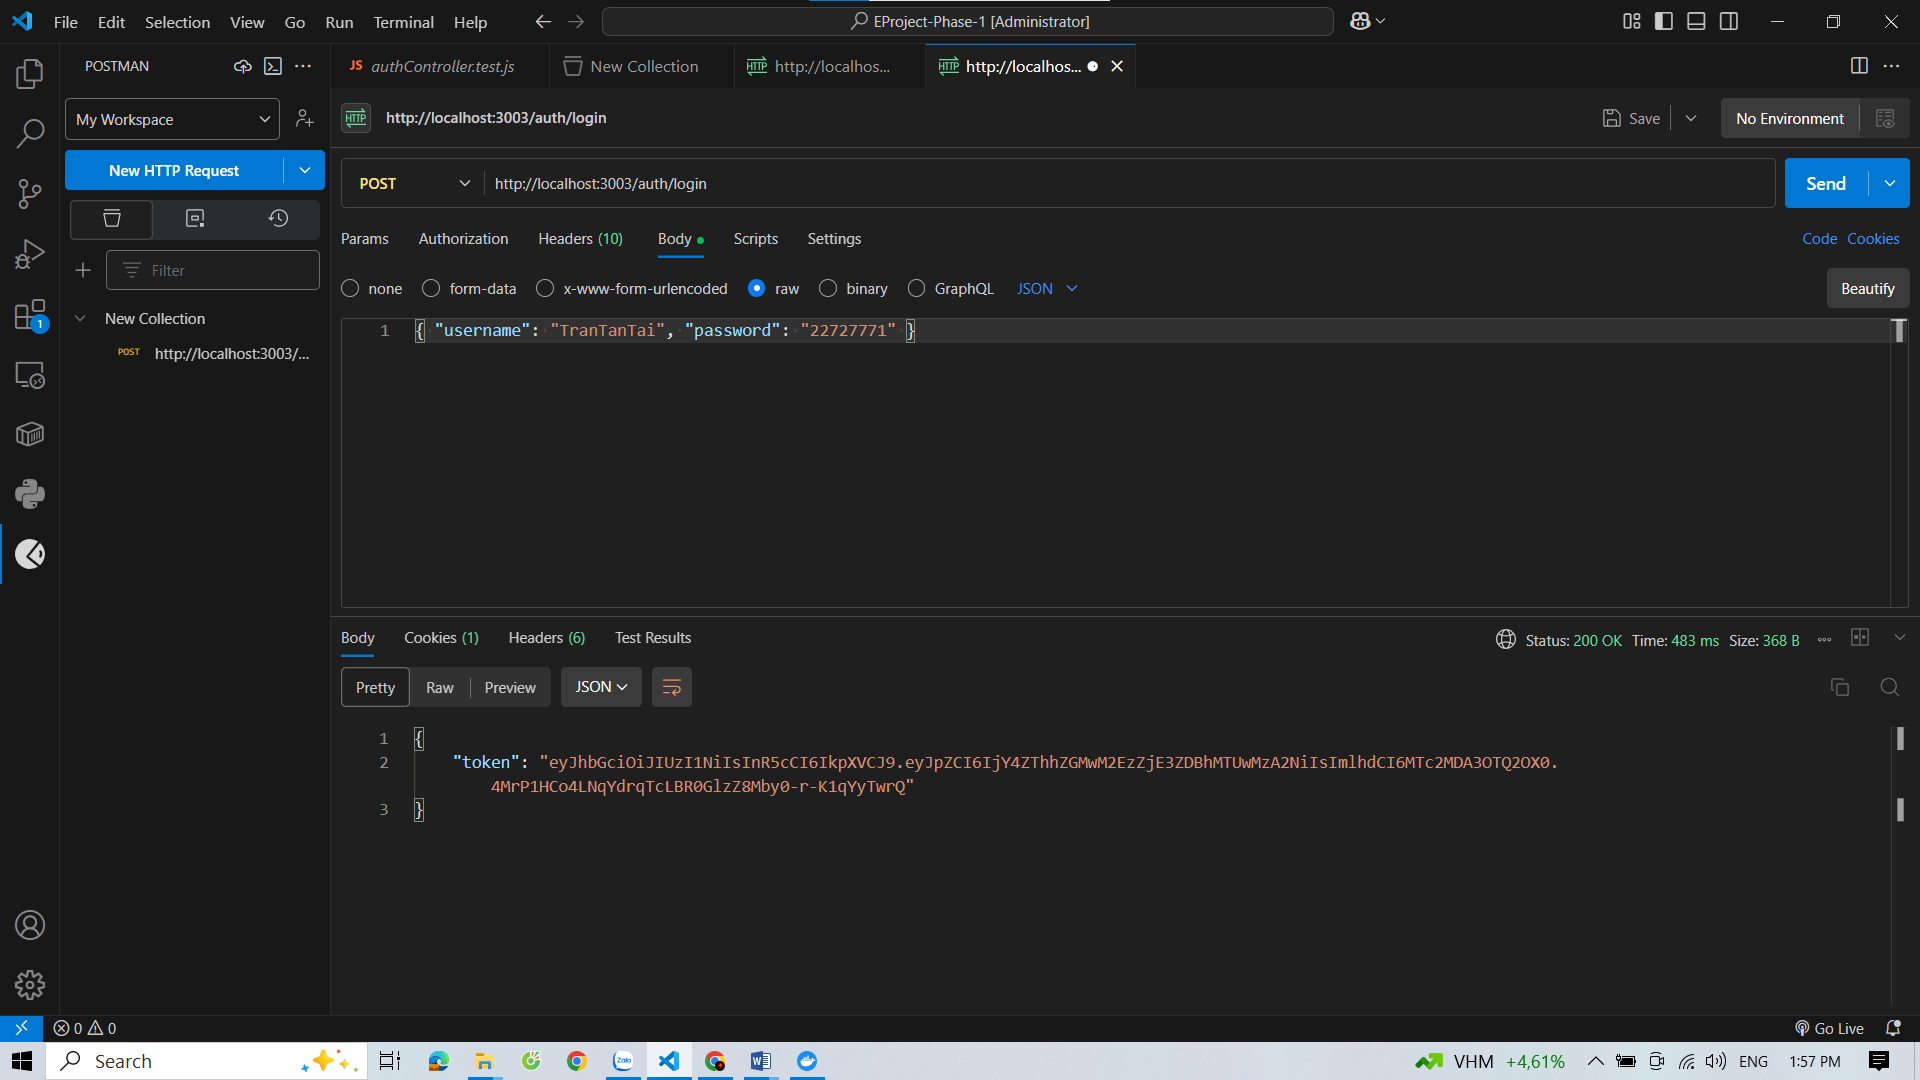 File Edit Selection View Go Run Terminal Help
EProject-Phase-1 [Administrator]
POSTMAN
JS authController.test.js
New Collection
HTTP http://localhos...
HTTP http://localhos...
My Workspace
HTTP http://localhost:3003/auth/login
Save
No Environment
New HTTP Request
POST
http://localhost:3003/auth/login
Send
Params Authorization Headers (10) Body Scripts Settings
Code Cookies
Filter
none form-data x-www-form-urlencoded raw binary GraphQL JSON
Beautify
New Collection
POST http://localhost:3003/...
1 { "username": "TranTanTai", "password": "22727771" }
1
Body Cookies (1) Headers (6) Test Results
Status: 200 OK Time: 483 ms Size: 368 B
Pretty Raw Preview JSON
1 {
2 "token": "eyJhbGciOiJIUzI1NiIsInR5cCI6IkpXVCJ9.eyJpZCI6IjY4ZThhZGMwM2EzZjE3ZDBhMTUwMzA2NiIsImlhdCI6MTc2MDA3OTQ2OX0.
4MrP1HCo4LNqYdrqTcLBR0GlzZ8Mby0-r-K1qYyTwrQ"
3 }
0 0
Go Live
Search
Zalo
VHM +4,61%
ENG
1:57 PM